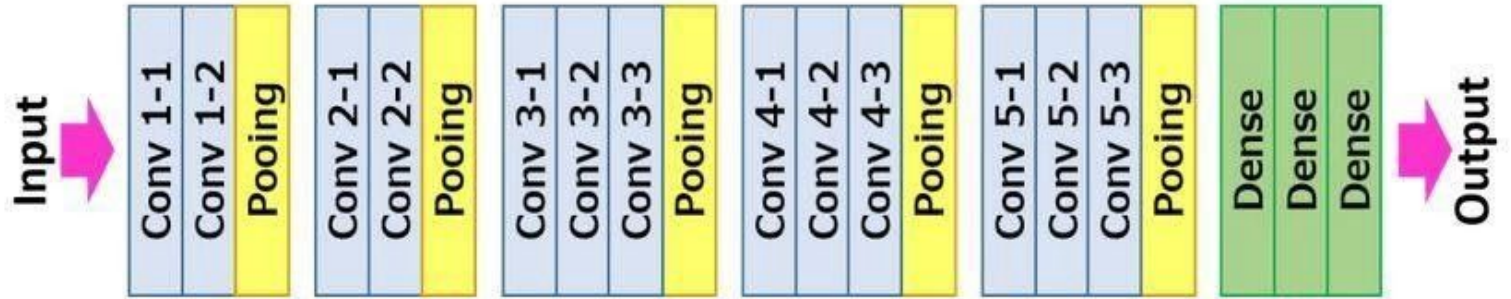 Input
Conv 1-1
Conv 1-2
Pooing
Conv 2-1
Conv 2-2
Pooing
Conv 3-1
Conv 3-2
Conv 3-3
Pooing
Conv 4-1
Conv 4-2
Conv 4-3
Pooing
Conv 5-1
Conv 5-2
Conv 5-3
Pooing
Dense
Dense
Dense
Output